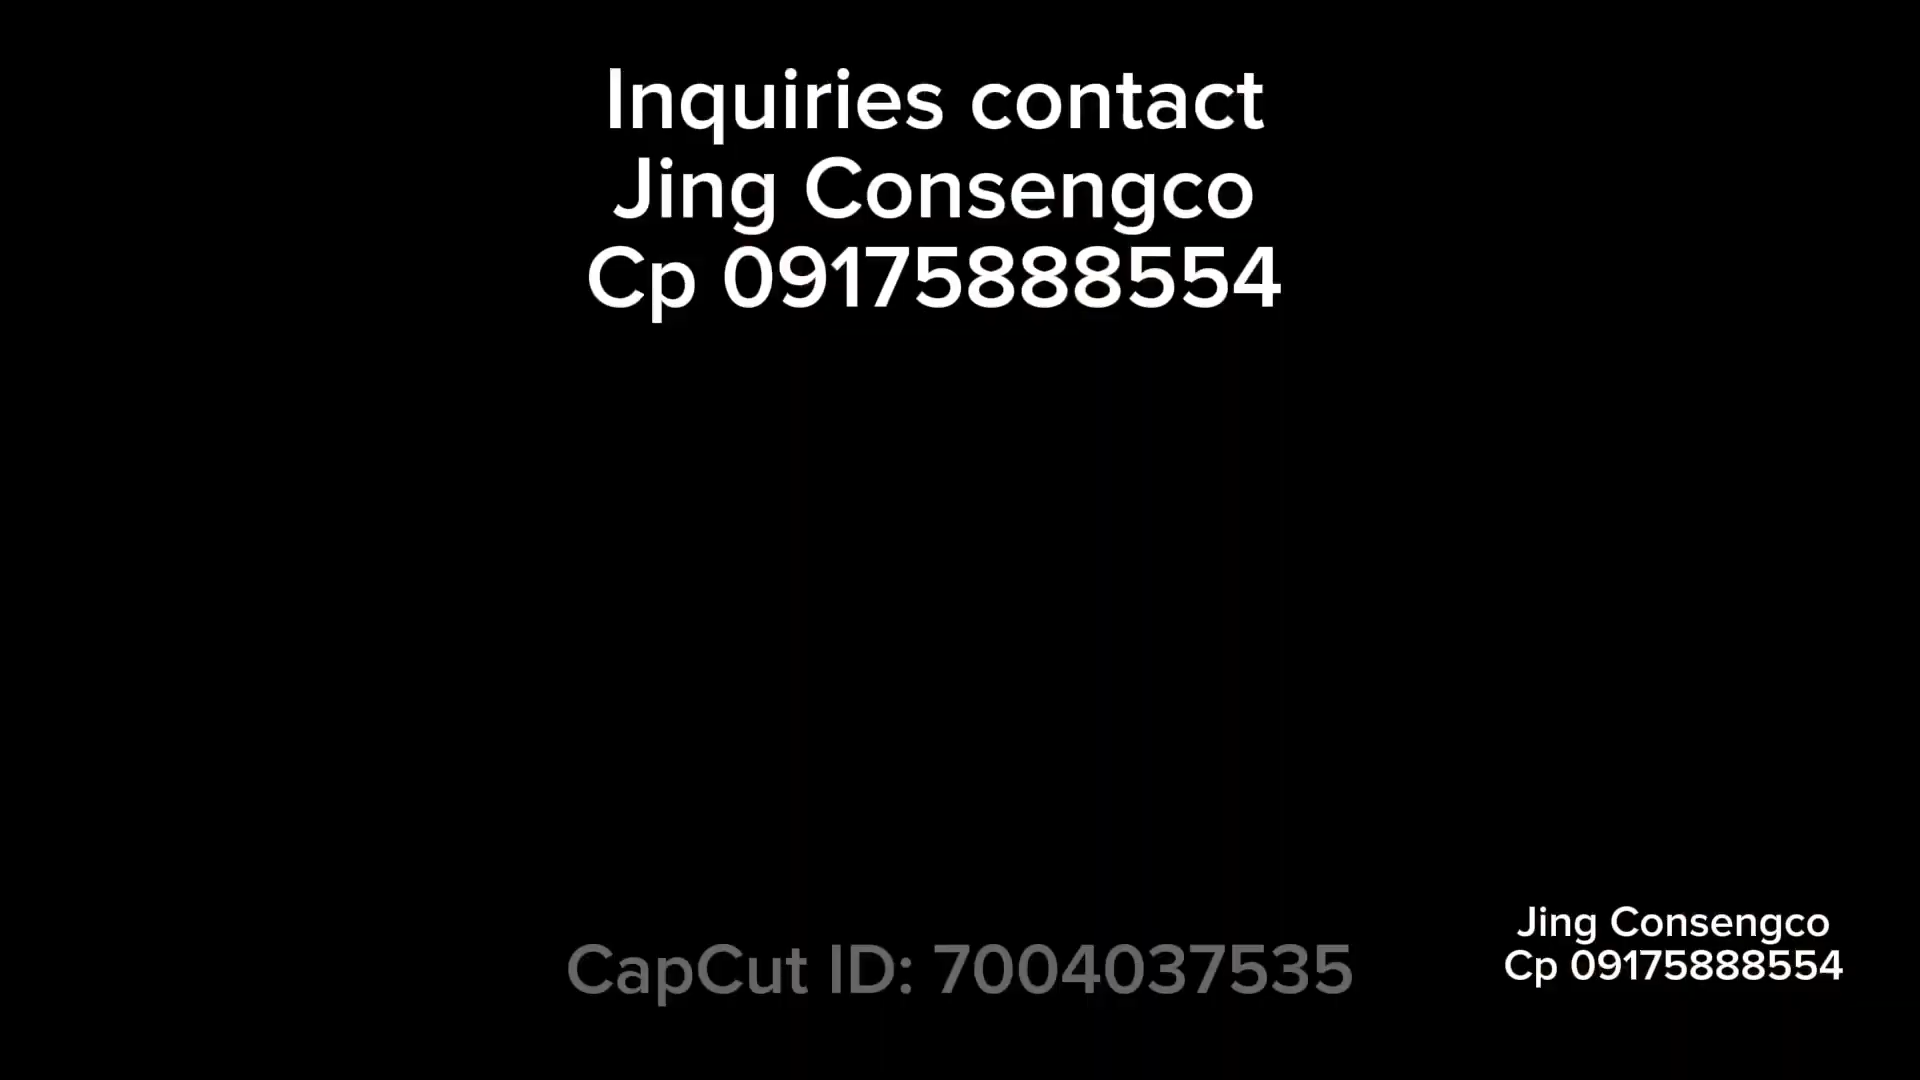 Inquiries contact
Jing Consengco
Cp 09175888554
CapCut ID: 7004037535
Jing Consengco
Cp 09175888554